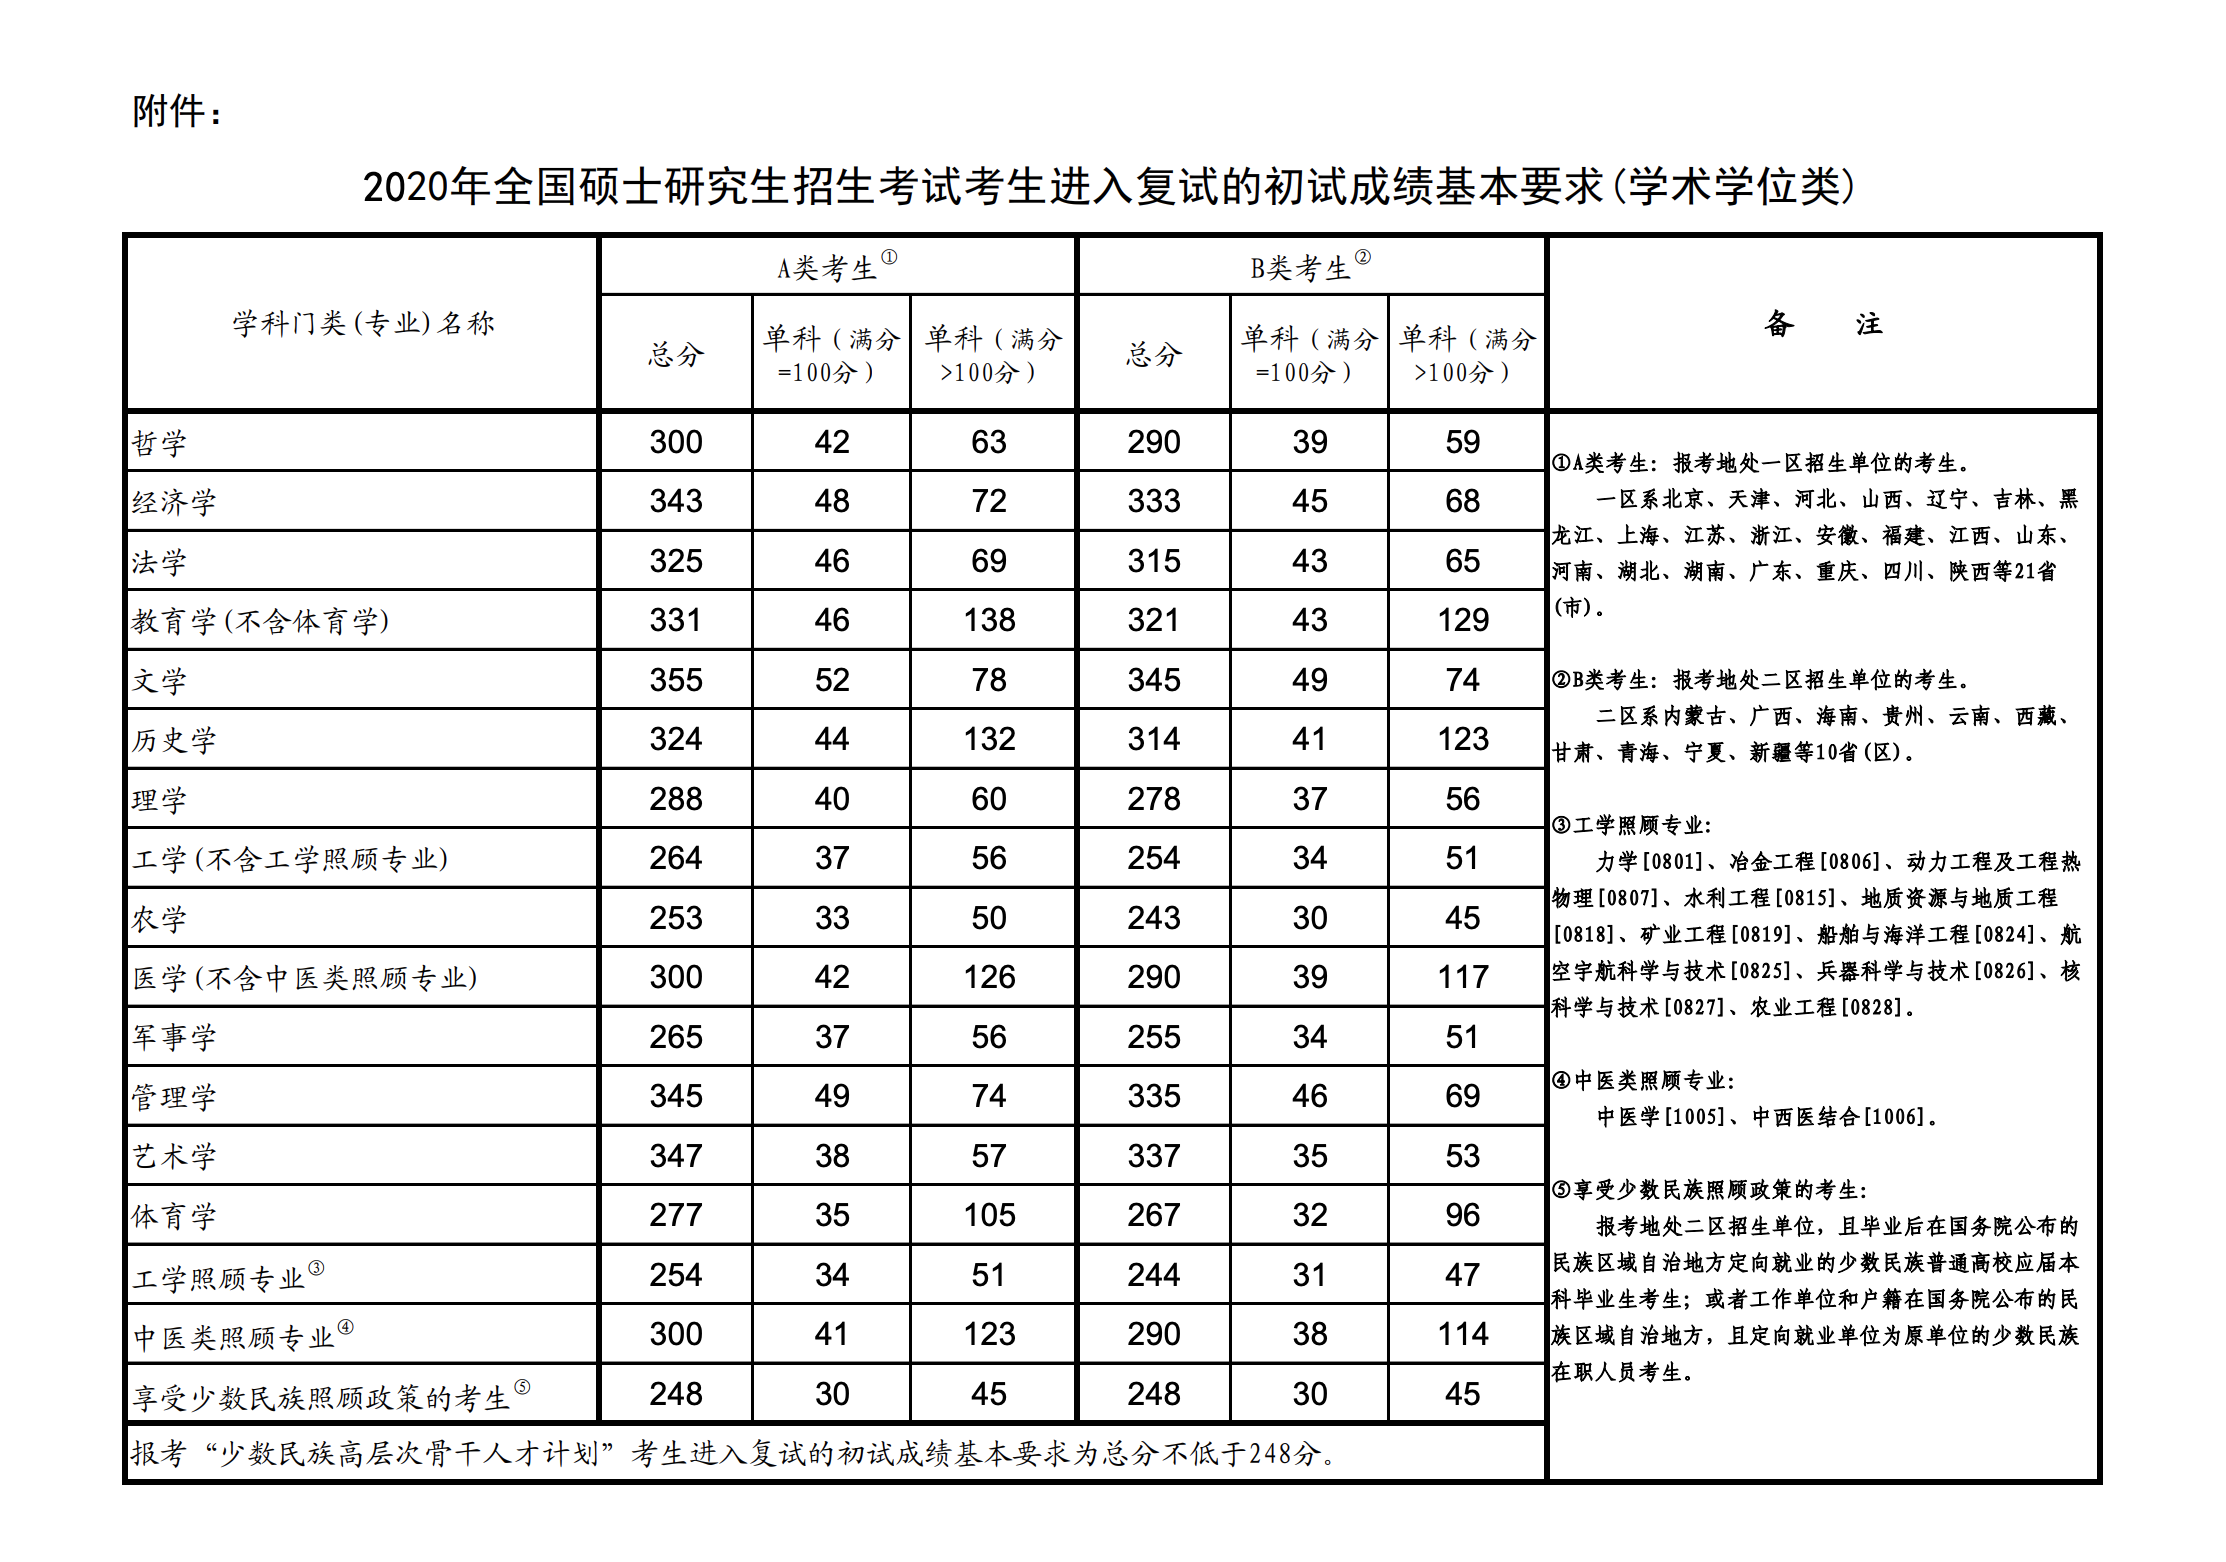 附件：
2020年全国硕士研究生招生考试考生进入复试的初试成绩基本要求(学术学位类)
学科门类(专业)名称 A类考生① B类考生② 备 注
总分 单科（满分=100分） 单科（满分>100分） 总分 单科（满分=100分） 单科（满分>100分）
哲学 300 42 63 290 39 59
经济学 343 48 72 333 45 68
法学 325 46 69 315 43 65
教育学(不含体育学) 331 46 138 321 43 129
文学 355 52 78 345 49 74
历史学 324 44 132 314 41 123
理学 288 40 60 278 37 56
工学(不含工学照顾专业) 264 37 56 254 34 51
农学 253 33 50 243 30 45
医学(不含中医类照顾专业) 300 42 126 290 39 117
军事学 265 37 56 255 34 51
管理学 345 49 74 335 46 69
艺术学 347 38 57 337 35 53
体育学 277 35 105 267 32 96
工学照顾专业③ 254 34 51 244 31 47
中医类照顾专业④ 300 41 123 290 38 114
享受少数民族照顾政策的考生⑤ 248 30 45 248 30 45
报考“少数民族高层次骨干人才计划”考生进入复试的初试成绩基本要求为总分不低于248分。
①A类考生：报考地处一区招生单位的考生。
一区系北京、天津、河北、山西、辽宁、吉林、黑
龙江、上海、江苏、浙江、安徽、福建、江西、山东、
河南、湖北、湖南、广东、重庆、四川、陕西等21省
(市)。
②B类考生：报考地处二区招生单位的考生。
二区系内蒙古、广西、海南、贵州、云南、西藏、
甘肃、青海、宁夏、新疆等10省(区)。
③工学照顾专业：
力学[0801]、冶金工程[0806]、动力工程及工程热
物理[0807]、水利工程[0815]、地质资源与地质工程
[0818]、矿业工程[0819]、船舶与海洋工程[0824]、航
空宇航科学与技术[0825]、兵器科学与技术[0826]、核
科学与技术[0827]、农业工程[0828]。
④中医类照顾专业：
中医学[1005]、中西医结合[1006]。
⑤享受少数民族照顾政策的考生：
报考地处二区招生单位，且毕业后在国务院公布的
民族区域自治地方定向就业的少数民族普通高校应届本
科毕业生考生；或者工作单位和户籍在国务院公布的民
族区域自治地方，且定向就业单位为原单位的少数民族
在职人员考生。